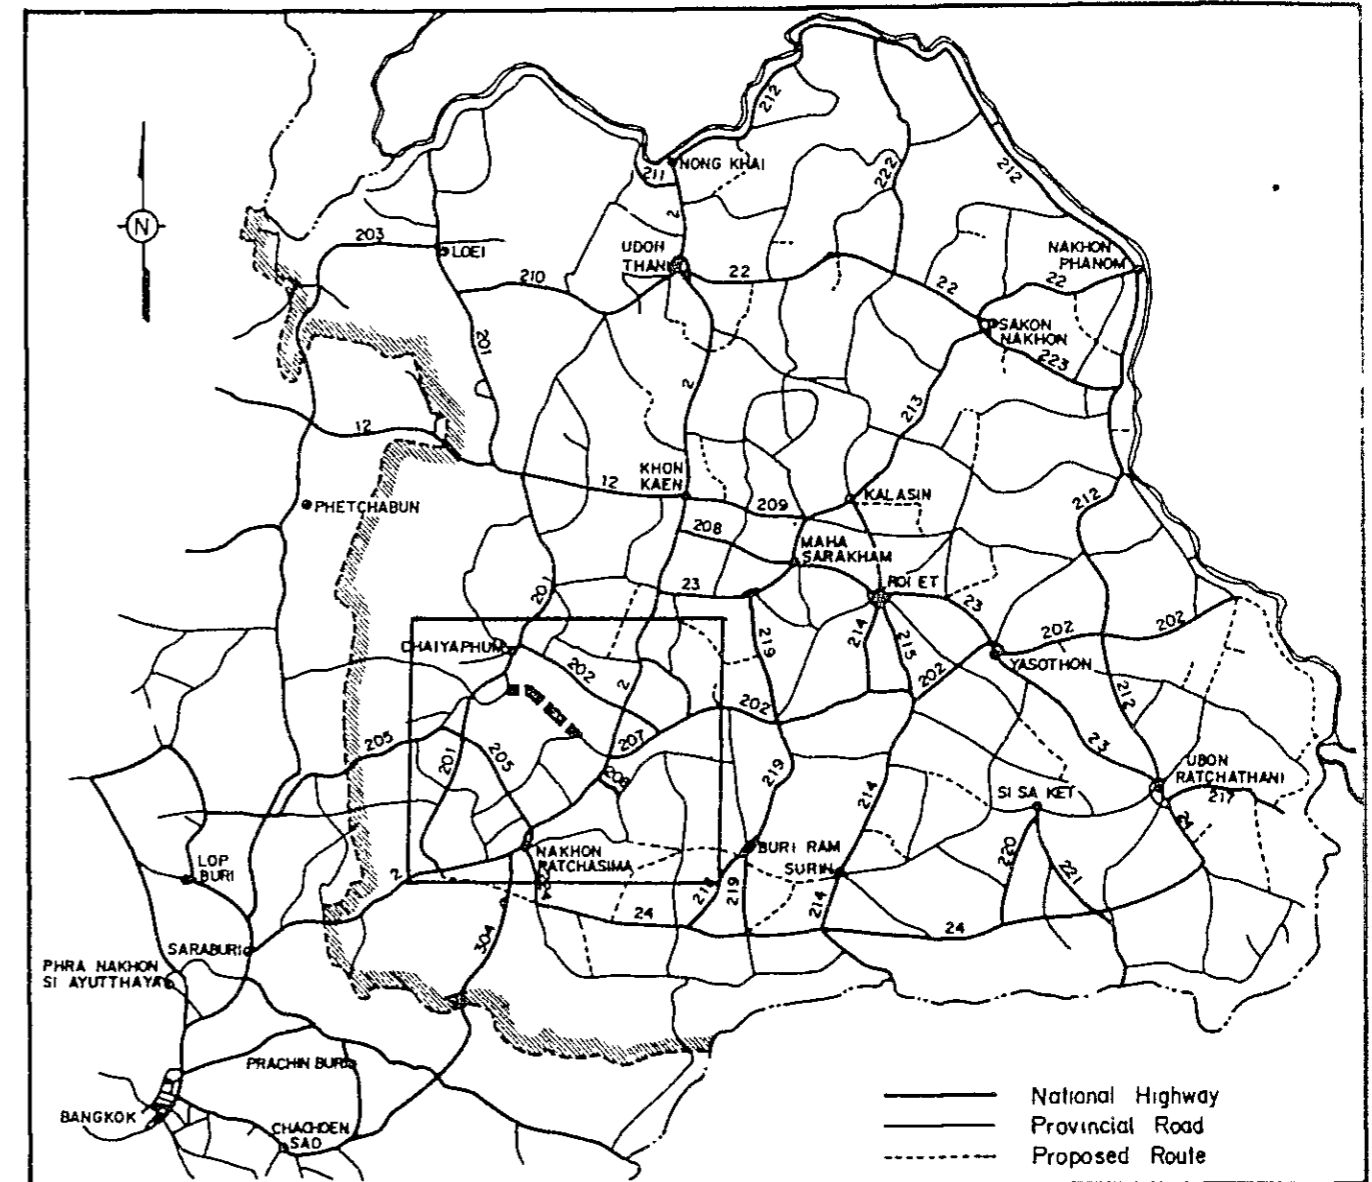 212
NONG KHAI
211
222
212
2
203
LOEI
UDON
THANI
NAKHON
PHANOM
210
22
22
22
SAKON
NAKHON
201
223
2
213
12
KHON
KAEN
12
209
KALASIN
212
PHETCHABUN
208
MAHA
SARAKHAM
23
201
ROI ET
23
CHAIYAPHUM
202
219
214
215
202
202
202
YASOTHON
2
212
202
207
205
201
205
208
219
214
23
UBON
RATCHATHANI
SI SA KET
217
24
NAKHON
RATCHASIMA
BURI RAM
SURIN
220
221
LOP
BURI
2
218
219
214
24
24
304
SARABURI
PHRA NAKHON
SI AYUTTHAYA
PRACHIN BURI
BANGKOK
CHACHOEN
SAO
N
National Highway
Provincial Road
Proposed Route